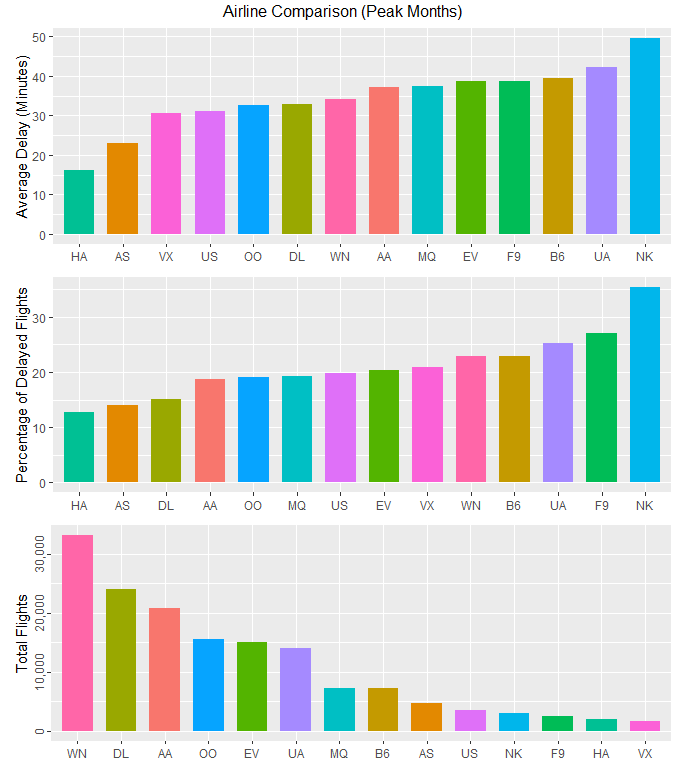 Airline Comparison (Peak Months)
Average Delay (Minutes)
50
40
30
20
10
0
HA AS VX US OO DL WN AA MQ EV F9 B6 UA NK
Percentage of Delayed Flights
30
20
10
0
HA AS DL AA OO MQ US EV VX WN B6 UA F9 NK
Total Flights
30,000
20,000
10,000
0
WN DL AA OO EV UA MQ B6 AS US NK F9 HA VX